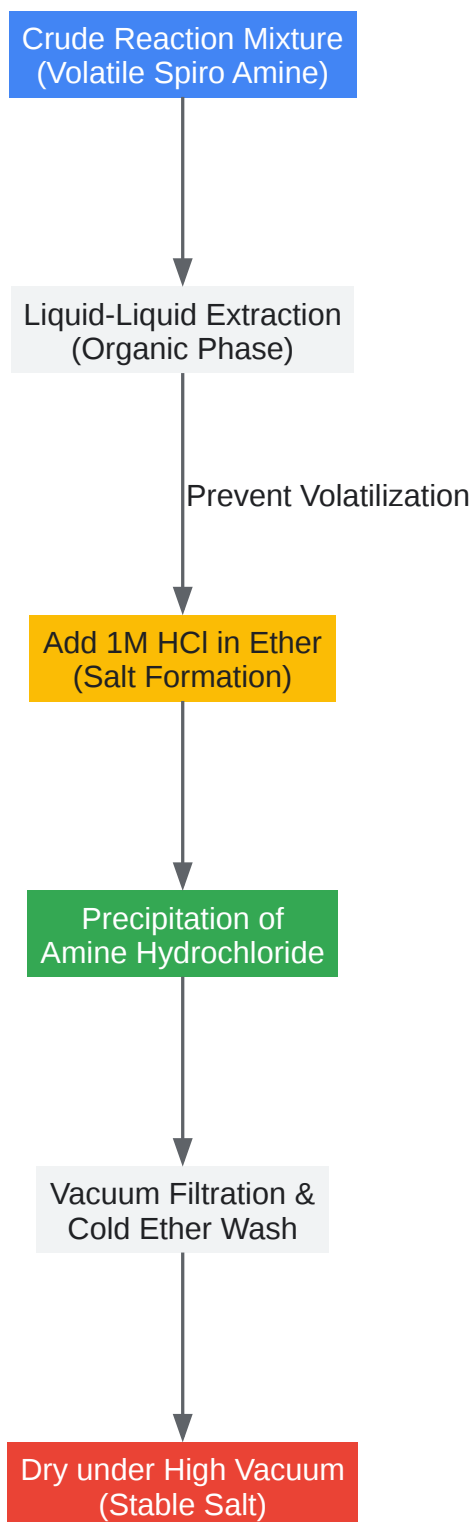 Crude Reaction Mixture
(Volatile Spiro Amine)
Liquid-Liquid Extraction
(Organic Phase)
Prevent Volatilization
Add 1M HCl in Ether
(Salt Formation)
Precipitation of
Amine Hydrochloride
Vacuum Filtration &
Cold Ether Wash
Dry under High Vacuum
(Stable Salt)